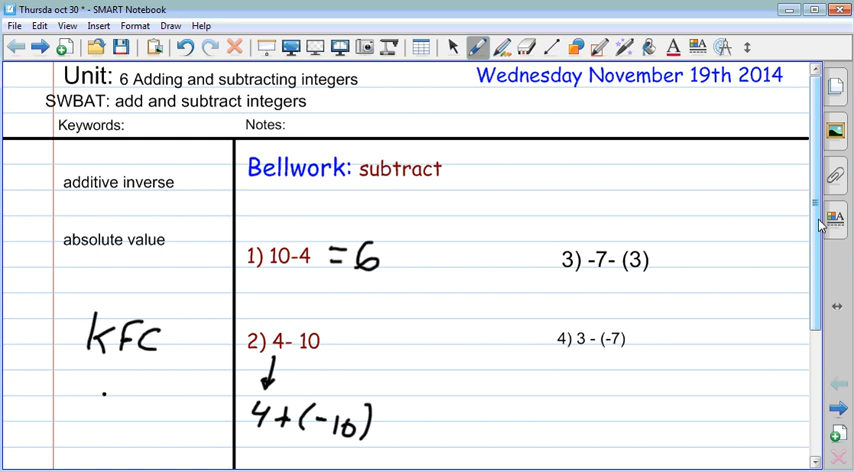 Thursda oct 30 * - SMART Notebook
File Edit Insert Format View Draw Help
Unit: 6 Adding and subtracting integers
Wednesday November 19th 2014
SWBAT: add and subtract integers
Keywords: Notes:
Bellwork: subtract
additive inverse
absolute value
1) 10-4 = 6
3) -7- (3)
KFC
2) 4- 10
4) 3 - (-7)
4+(-10)